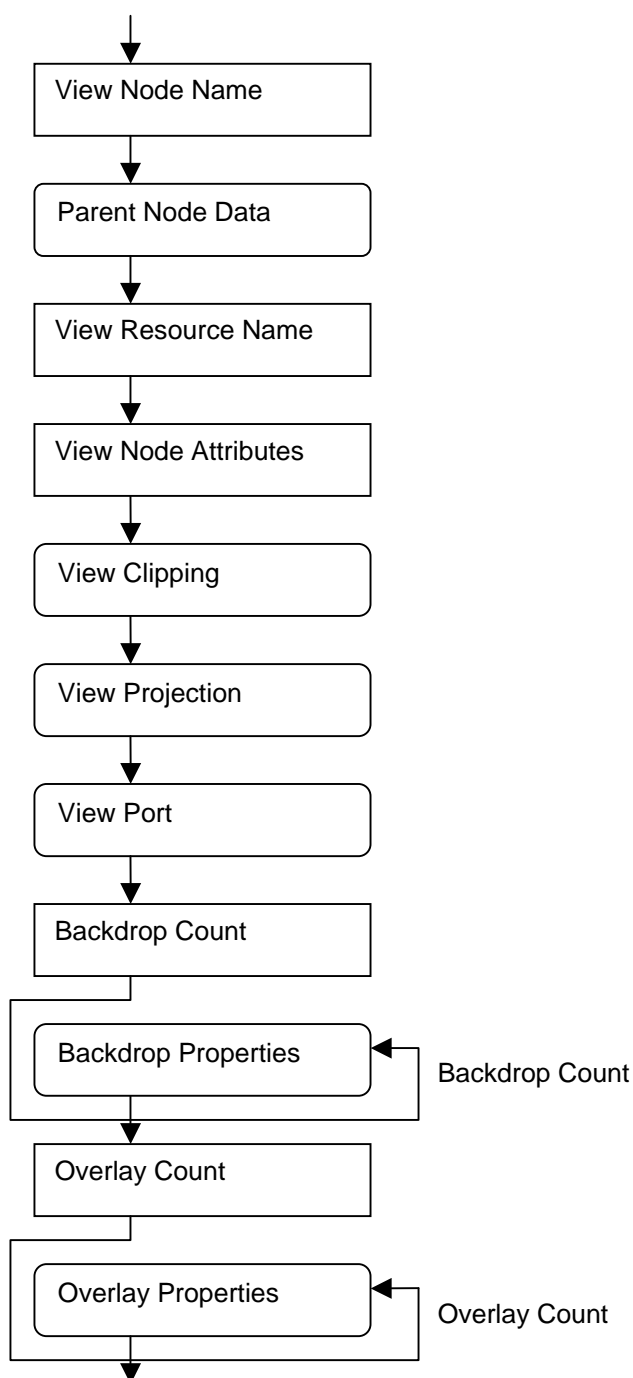 View Node Name
Parent Node Data
View Resource Name
View Node Attributes
View Clipping
View Projection
View Port
Backdrop Count
Backdrop Properties
Backdrop Count
Overlay Count
Overlay Properties
Overlay Count